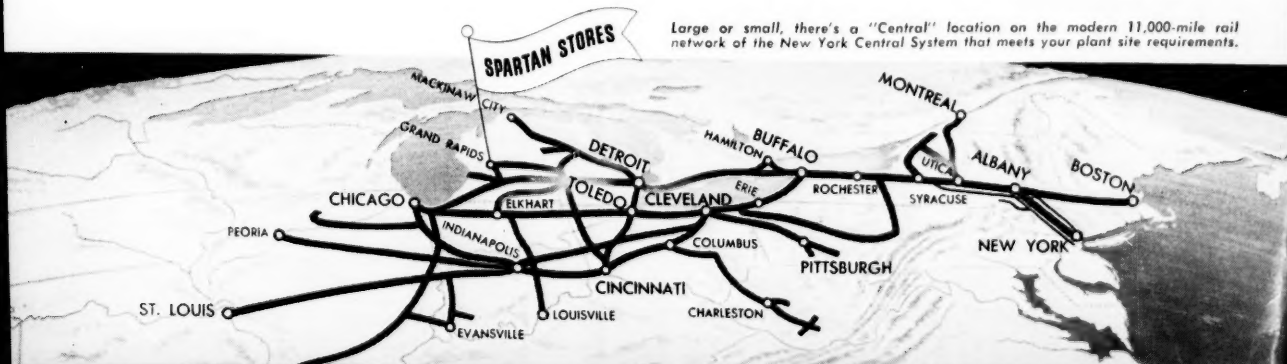 Large or small, there's a "Central" location on the modern 11,000-mile rail
network of the New York Central System that meets your plant site requirements.
SPARTAN STORES
MACKINAW CITY
GRAND RAPIDS
MONTREAL
DETROIT
HAMILTON
BUFFALO
UTICA
ALBANY
BOSTON
CHICAGO
ELKHART
TOLEDO
CLEVELAND
ERIE
ROCHESTER
SYRACUSE
NEW YORK
PEORIA
INDIANAPOLIS
COLUMBUS
PITTSBURGH
CINCINNATI
ST. LOUIS
EVANSVILLE
LOUISVILLE
CHARLESTON